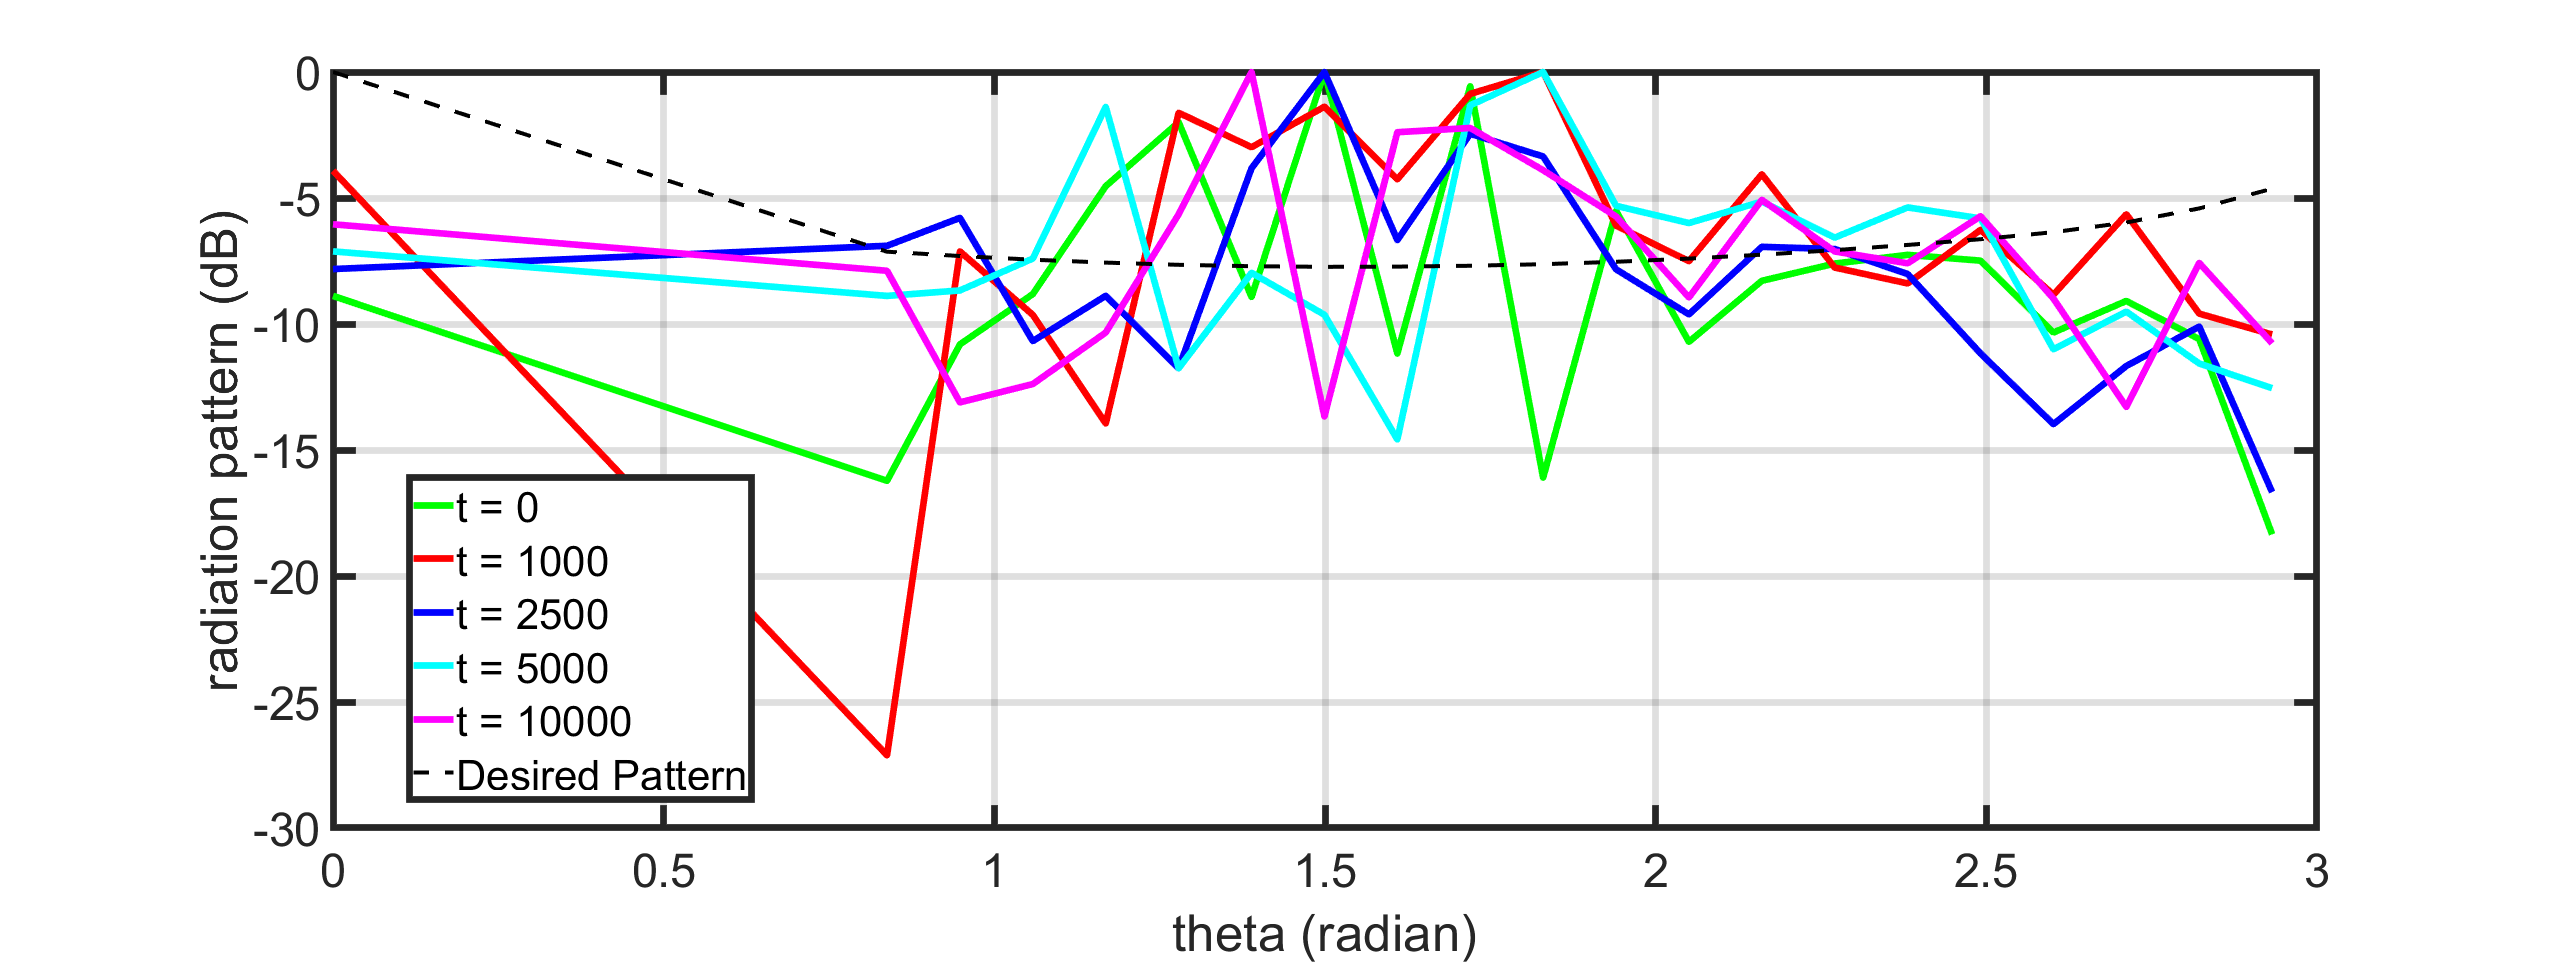 radiation pattern (dB)
0
-5
-10
-15
-20
-25
-30
t = 0
t = 1000
t = 2500
t = 5000
t = 10000
Desired Pattern
0 0.5 1 1.5 2 2.5 3
theta (radian)